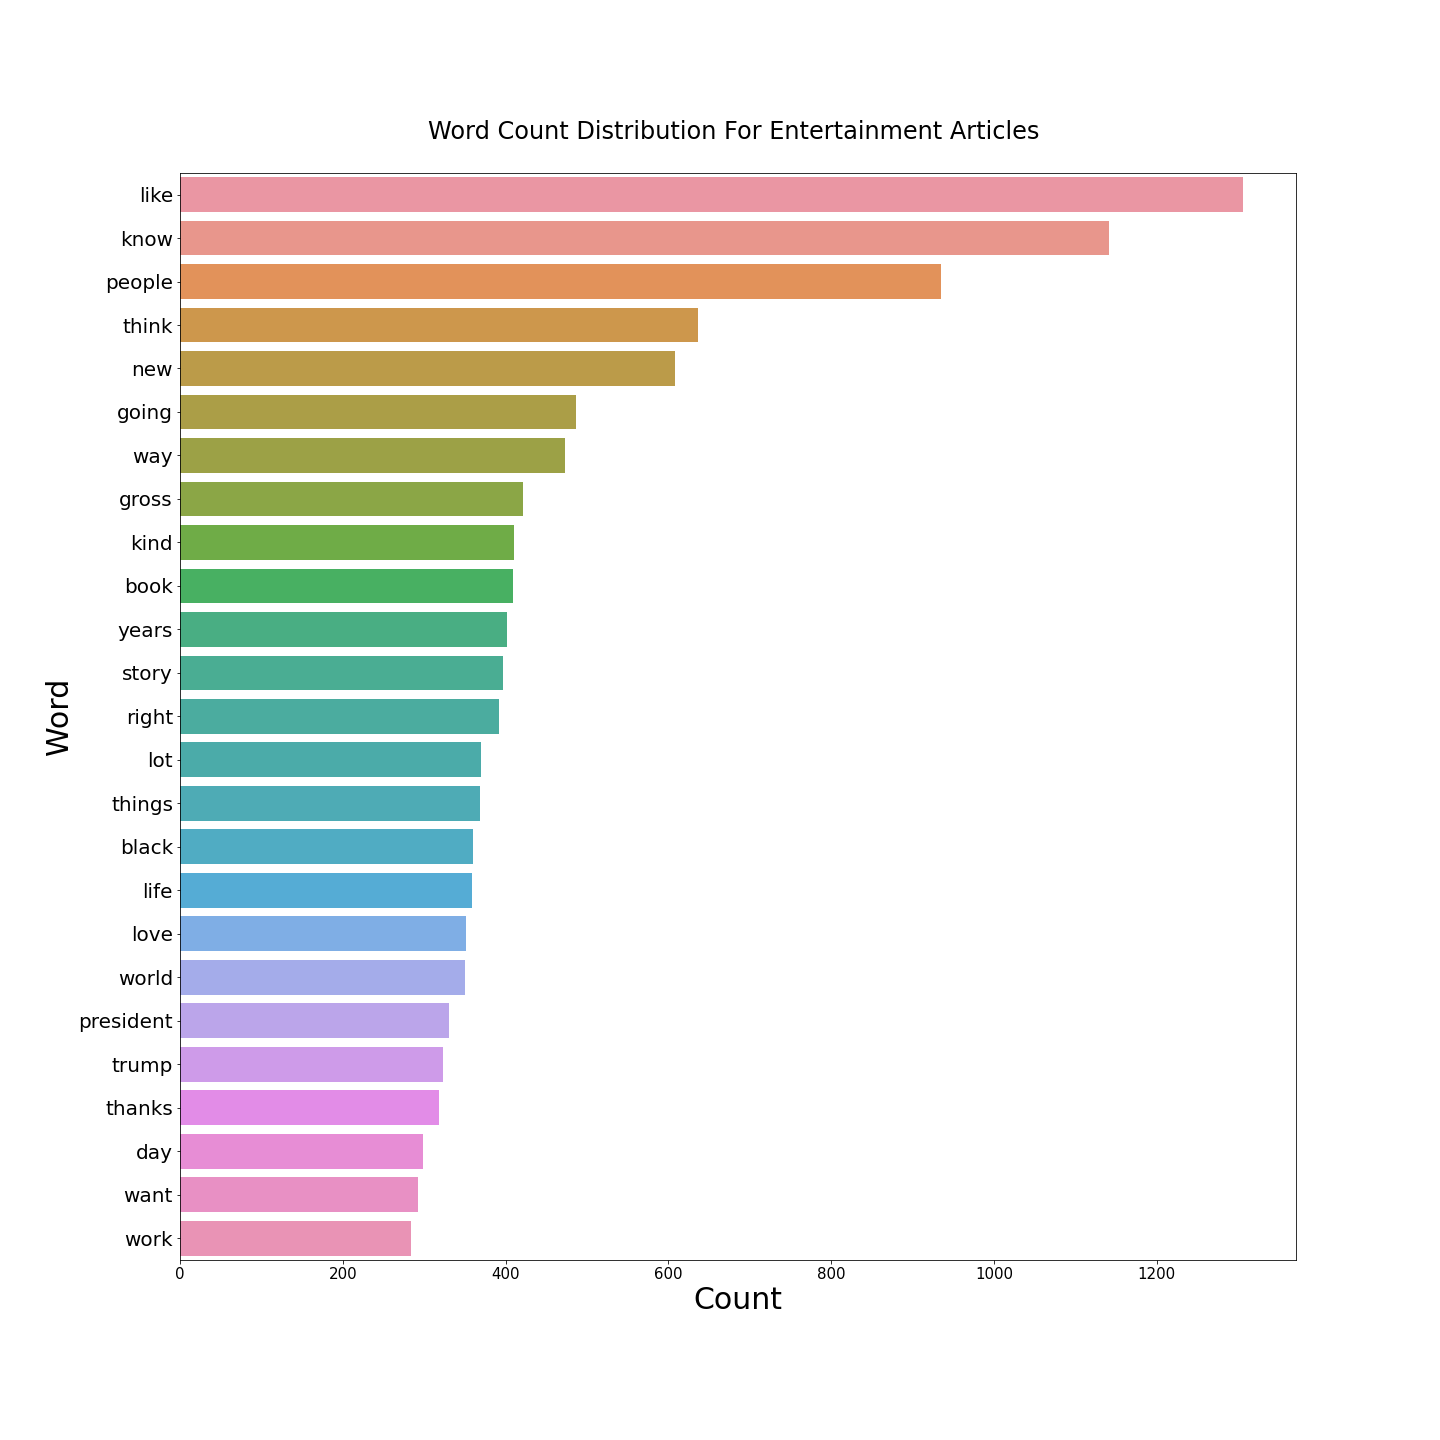 Word Count Distribution For Entertainment Articles
like
know
people
think
new
going
way
gross
kind
book
years
story
right
lot
things
black
life
love
world
president
trump
thanks
day
want
work
Word
0 200 400 600 800 1000 1200
Count